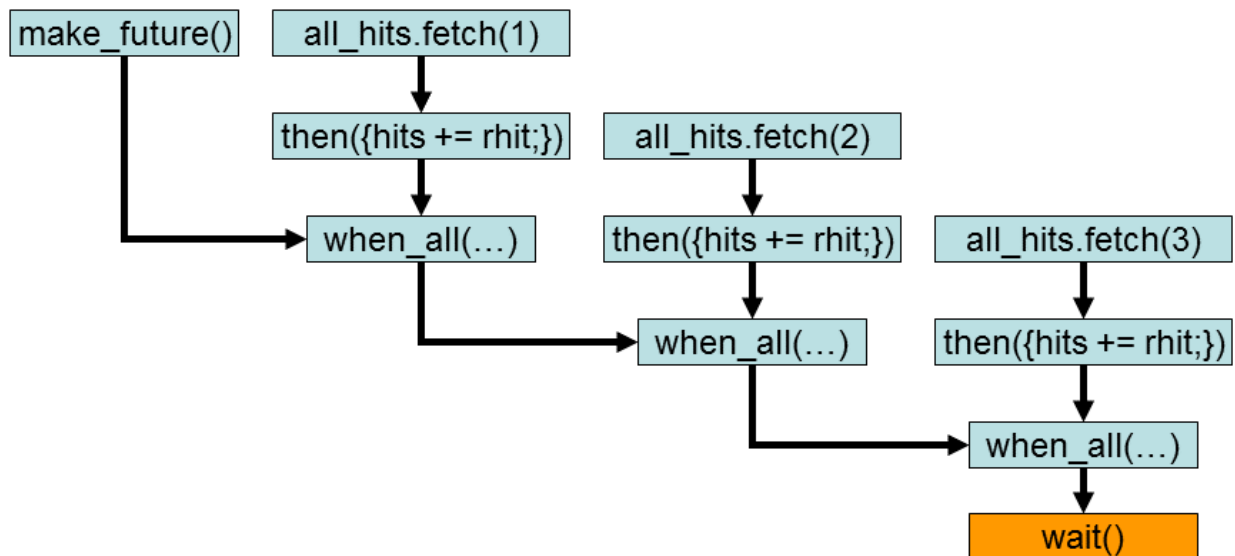 make_future()
all_hits.fetch(1)
then({hits += rhit;})
all_hits.fetch(2)
when_all(…)
then({hits += rhit;})
all_hits.fetch(3)
when_all(…)
then({hits += rhit;})
when_all(…)
wait()